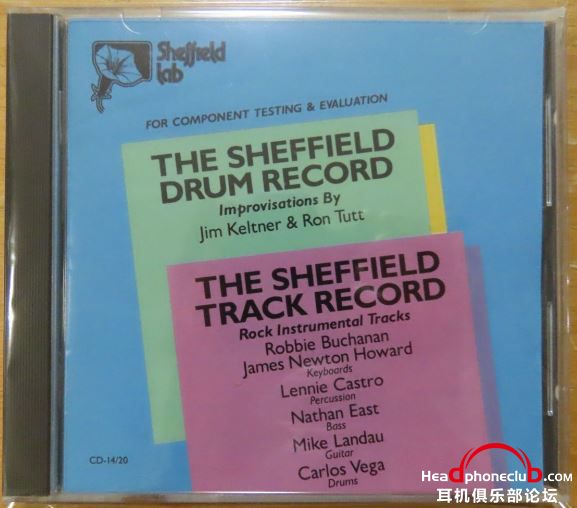 Sheffield
Lab
FOR COMPONENT TESTING & EVALUATION
THE SHEFFIELD
DRUM RECORD
Improvisations By
Jim Keltner & Ron Tutt
THE SHEFFIELD
TRACK RECORD
Rock Instrumental Tracks
Robbie Buchanan
James Newton Howard
Keyboards
Lennie Castro
Percussion
Nathan East
Bass
Mike Landau
Guitar
Carlos Vega
Drums
CD-14/20
HeadphonecluD.com
耳机俱乐部论坛